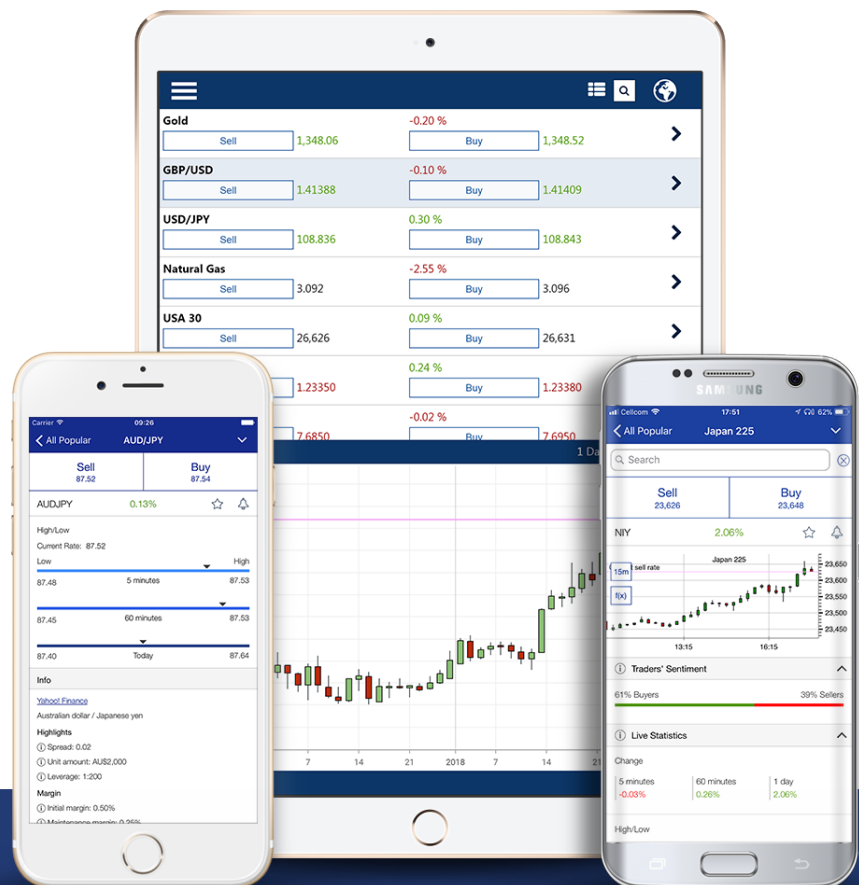 Gold
-0.20 %
Sell 1,348.06 Buy 1,348.52
GBP/USD
-0.10 %
Sell 1.41388 Buy 1.41409
USD/JPY
0.30 %
Sell 108.836 Buy 108.843
Natural Gas
-2.55 %
Sell 3.092 Buy 3.096
USA 30
0.09 %
Sell 26,626 Buy 26,631
0.24 %
1.23350 Buy 1.23380
-0.02 %
7.6850 Buy 7.6950
1 Da
7 14 21 2018 7 14 21
Carrier 09:26
All Popular AUD/JPY
Sell Buy
87.52 87.54
AUDJPY 0.13%
High/Low
Current Rate: 87.52
Low High
87.48 5 minutes 87.53
87.45 60 minutes 87.53
87.40 Today 87.64
Info
Yahoo! Finance
Australian dollar / Japanese yen
Highlights
Spread: 0.02
Unit amount: AU$2,000
Leverage: 1:200
Margin
Initial margin: 0.50%
Maintenance margin: 0.25%
SAMSUNG
Cellcom 17:51 62%
All Popular Japan 225
Search
Sell Buy
23,626 23,648
NIY 2.06%
Japan 225
sell rate
15m
f(x)
23,650
23,600
23,550
23,500
23,450
13:15 16:15
Traders' Sentiment
61% Buyers 39% Sellers
Live Statistics
Change
5 minutes 60 minutes 1 day
-0.03% 0.26% 2.06%
High/Low